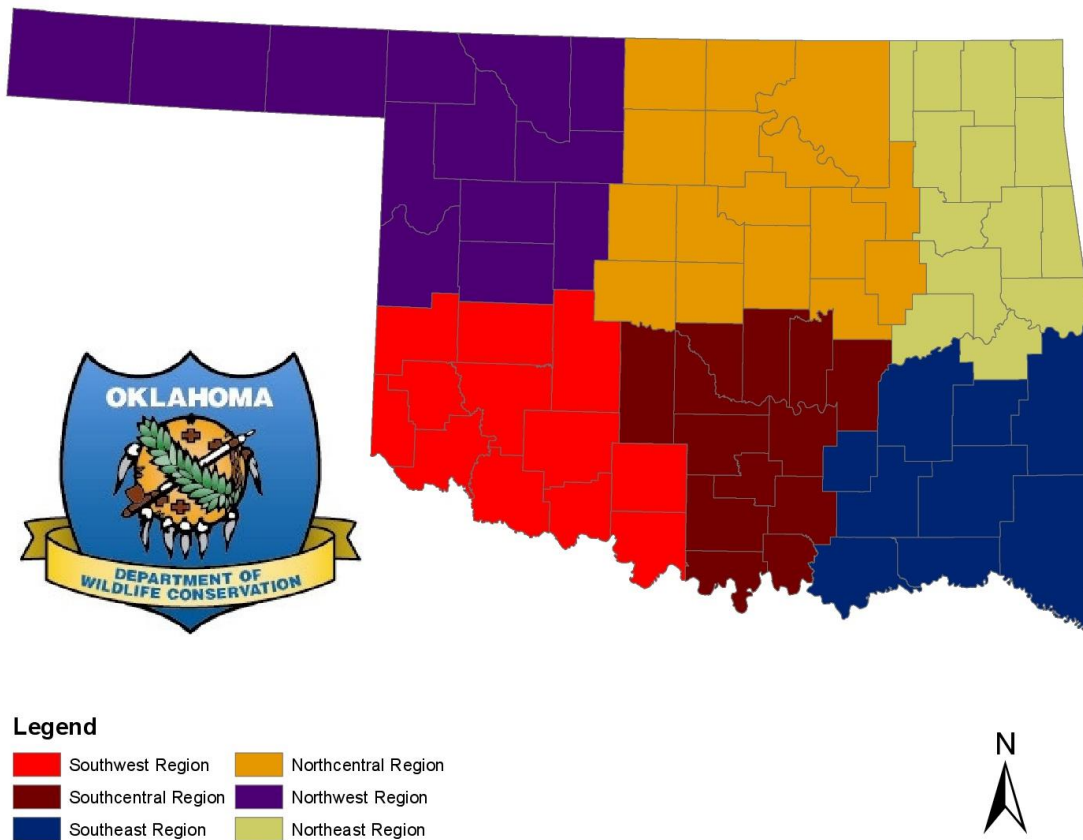 OKLAHOMA
DEPARTMENT OF
WILDLIFE CONSERVATION
Legend
Southwest Region
Northcentral Region
Southcentral Region
Northwest Region
Southeast Region
Northeast Region
N